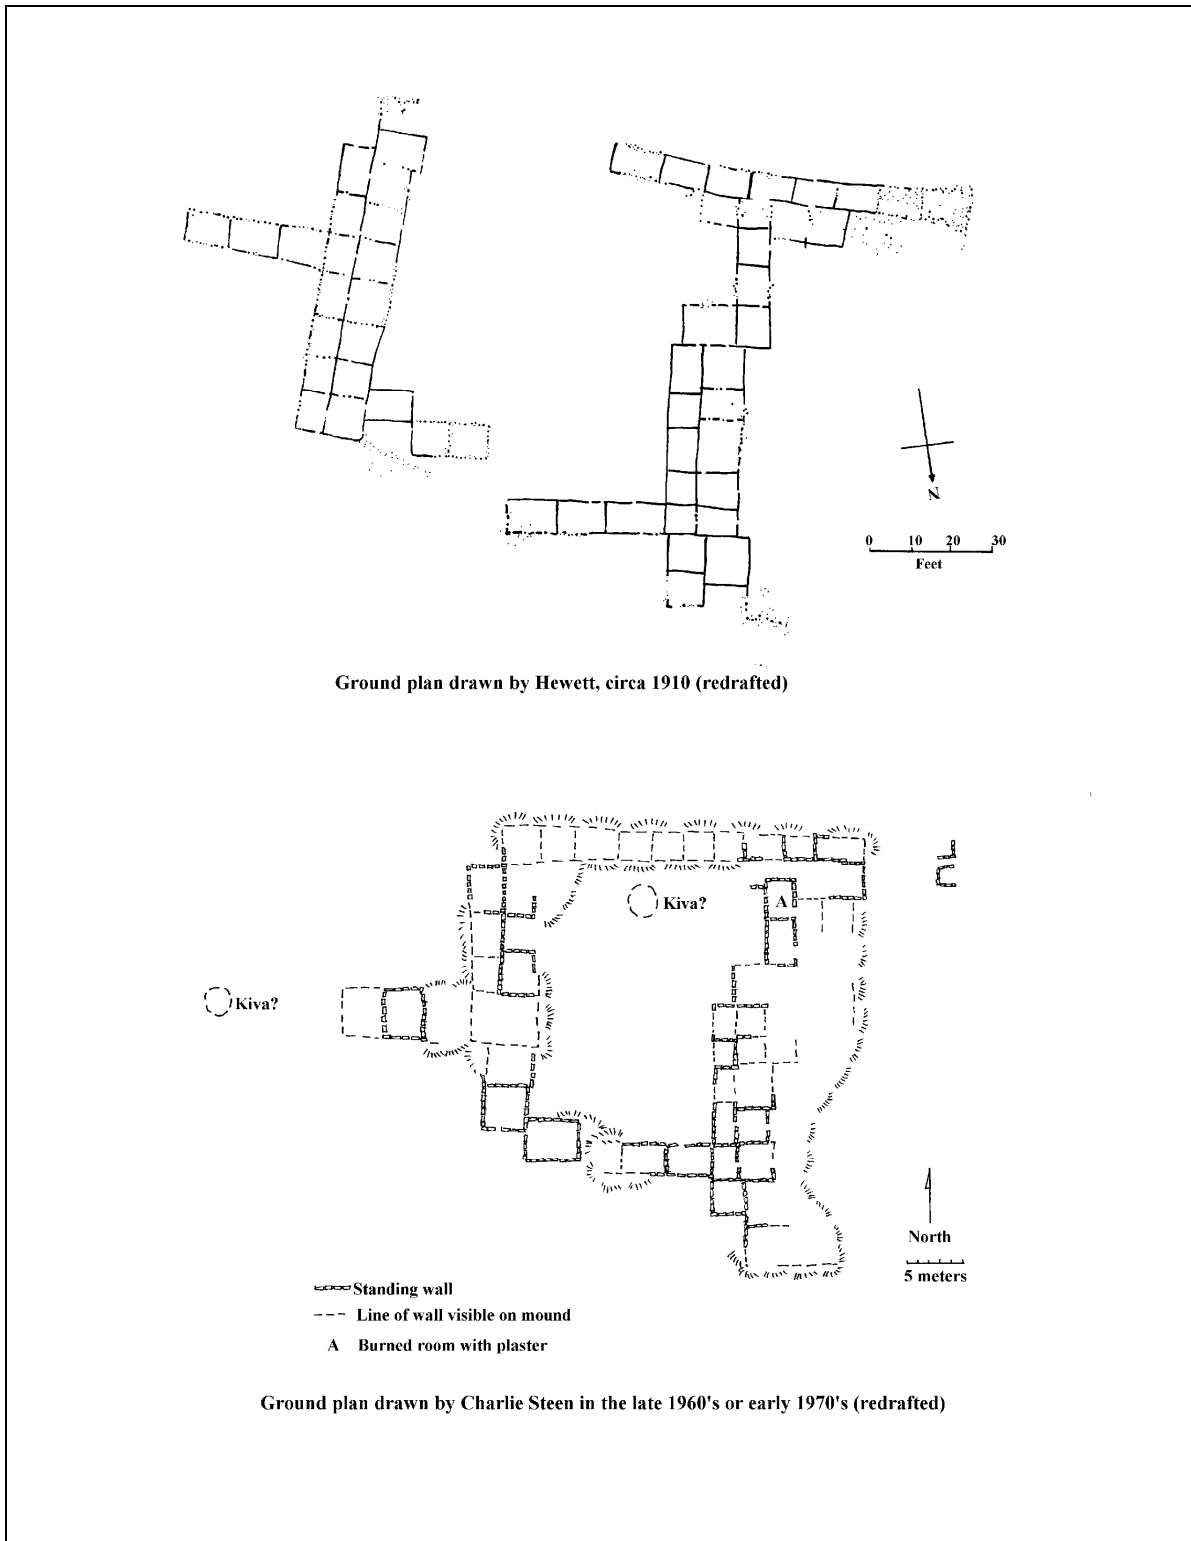 N
0 10 20 30
Feet
Ground plan drawn by Hewett, circa 1910 (redrafted)
Kiva?
A
Kiva?
North
5 meters
Standing wall
Line of wall visible on mound
A Burned room with plaster
Ground plan drawn by Charlie Steen in the late 1960's or early 1970's (redrafted)